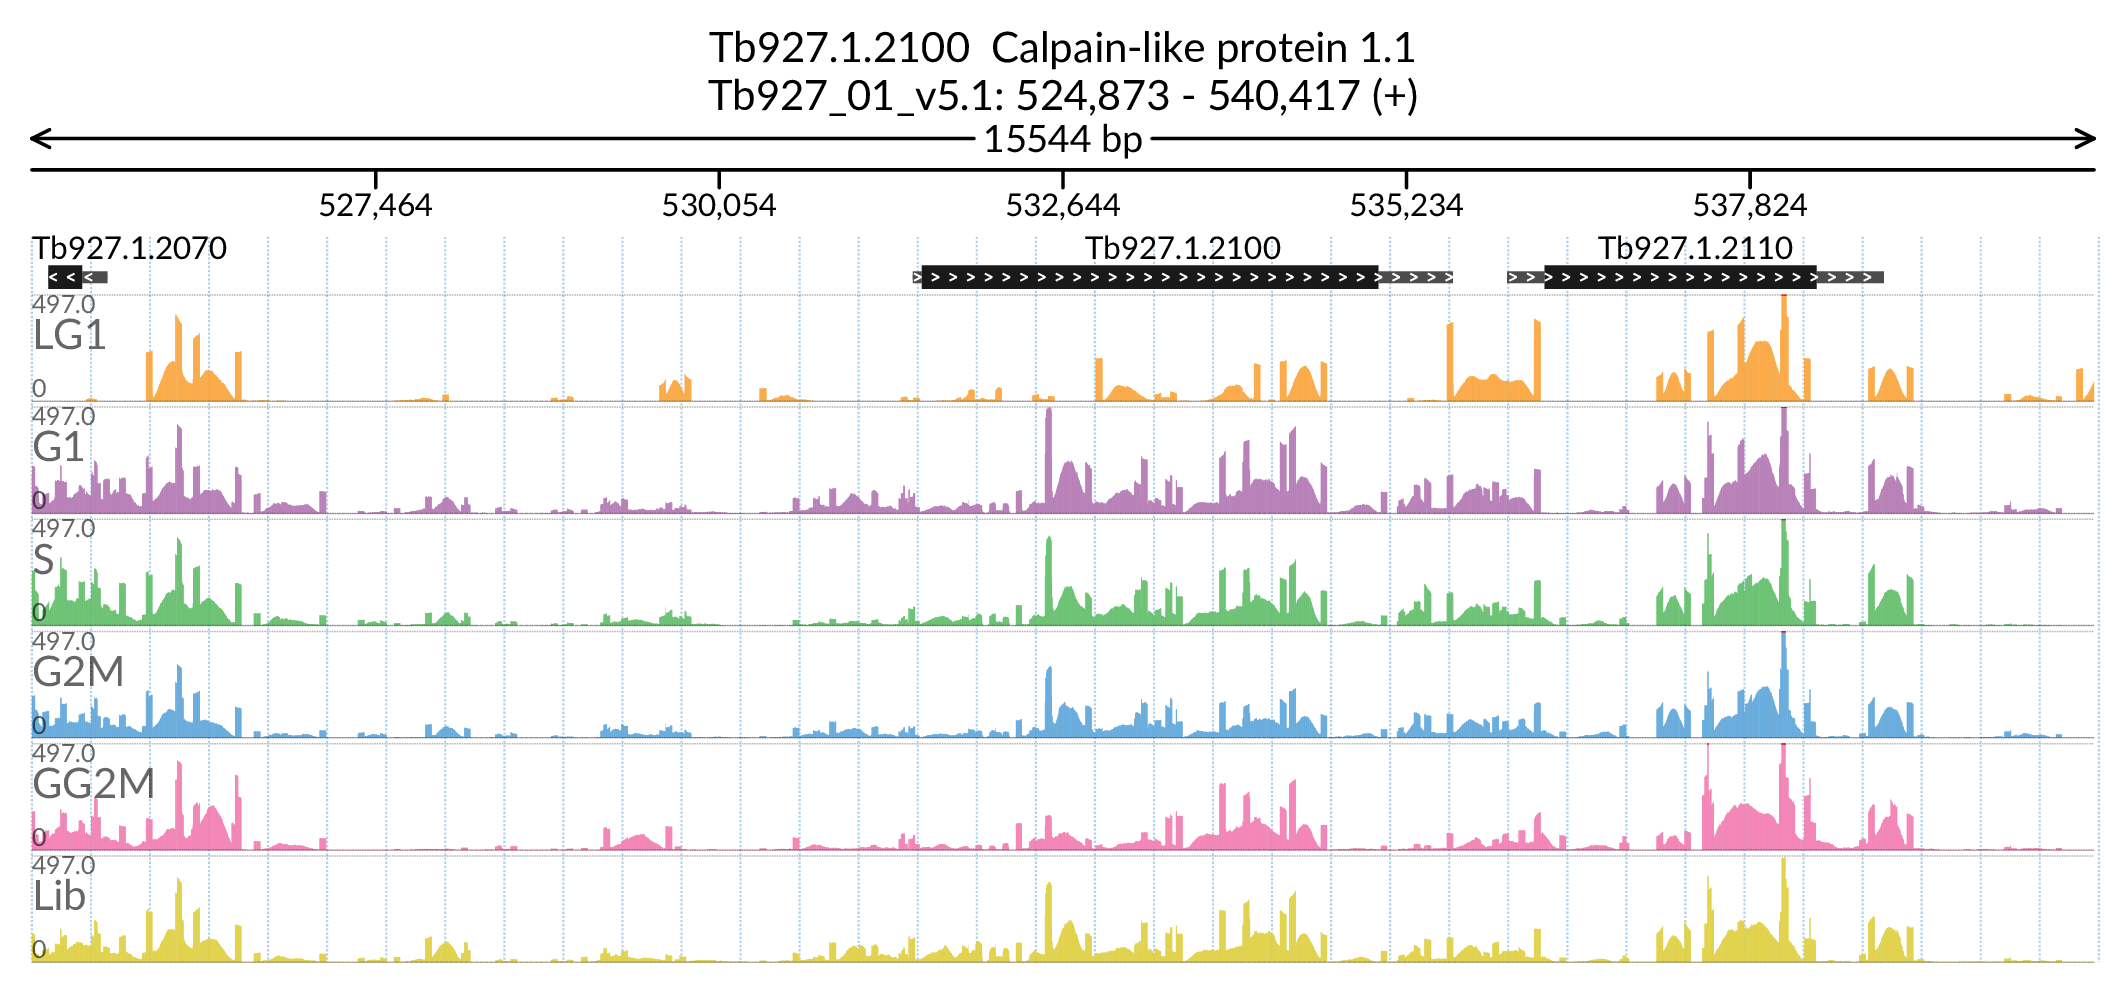 Tb927.1.2100 Calpain-like protein 1.1
Tb927_01_v5.1: 524,873 - 540,417 (+)
15544 bp
527,464 530,054 532,644 535,234 537,824
Tb927.1.2070 Tb927.1.2100 Tb927.1.2110
497.0
LG1
0
497.0
G1
0
497.0
S
0
497.0
G2M
0
497.0
GG2M
0
497.0
Lib
0